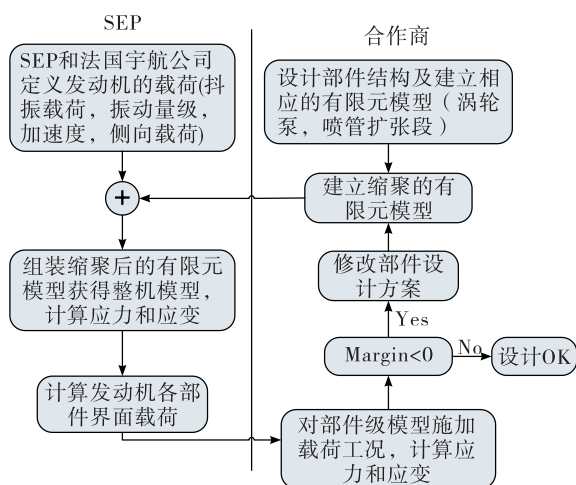 SEP
合作商
SEP和法国宇航公司
定义发动机的载荷(抖
振载荷，振动量级，
加速度，侧向载荷)
设计部件结构及建立相
应的有限元模型（涡轮
泵，喷管扩张段）
+
建立缩聚的有
限元模型
组装缩聚后的有限元
模型获得整机模型，
计算应力和应变
修改部件设
计方案
Yes
Margin<0
No
设计OK
计算发动机各部
件界面载荷
对部件级模型施加
载荷工况，计算应
力和应变